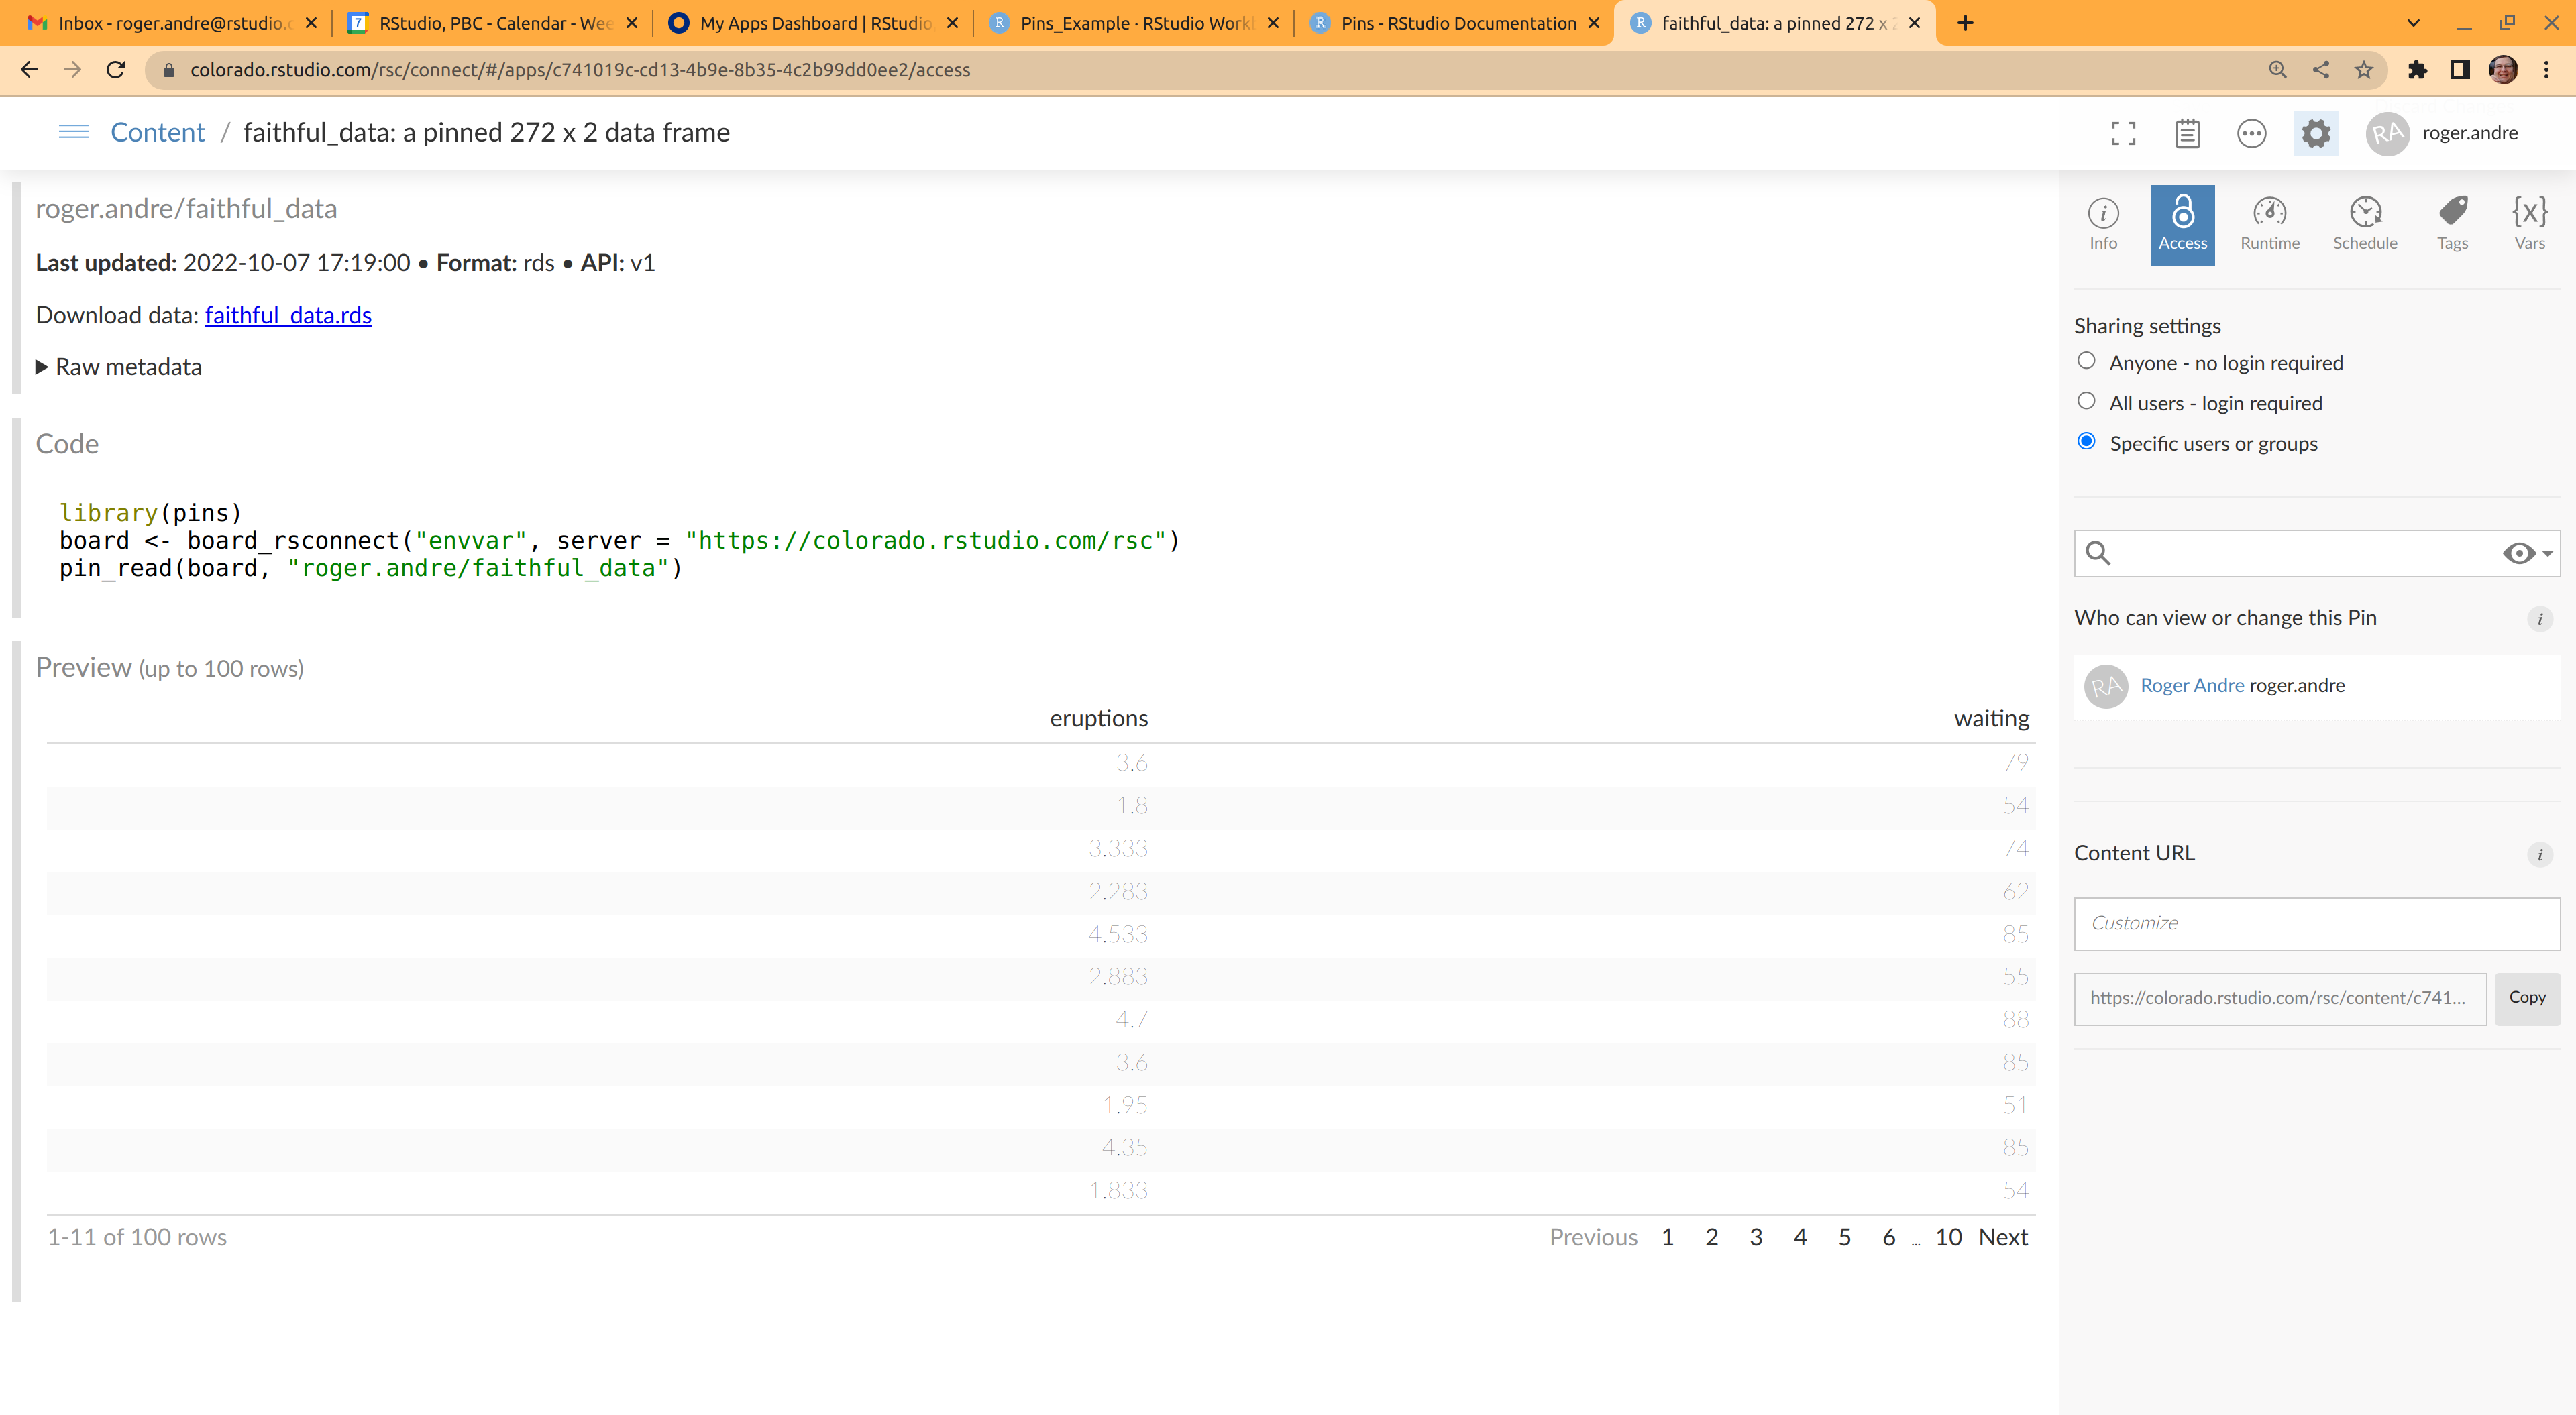 Inbox - roger.andre@rstudio.c
RStudio, PBC - Calendar - Wee
My Apps Dashboard | RStudio
Pins_Example · RStudio Work
Pins - RStudio Documentation
faithful_data: a pinned 272 x 2
colorado.rstudio.com/rsc/connect/#/apps/c741019c-cd13-4b9e-8b35-4c2b99dd0ee2/access
Content / faithful_data: a pinned 272 x 2 data frame
RA roger.andre
roger.andre/faithful_data
Last updated: 2022-10-07 17:19:00 • Format: rds • API: v1
Download data: faithful_data.rds
Raw metadata
Code
library(pins)
board <- board_rsconnect("envvar", server = "https://colorado.rstudio.com/rsc")
pin_read(board, "roger.andre/faithful_data")
Preview (up to 100 rows)
eruptions waiting
3.6 79
1.8 54
3.333 74
2.283 62
4.533 85
2.883 55
4.7 88
3.6 85
1.95 51
4.35 85
1.833 54
1-11 of 100 rows
Previous 1 2 3 4 5 6 ... 10 Next
Info Access Runtime Schedule Tags {x} Vars
Sharing settings
Anyone - no login required
All users - login required
Specific users or groups
Who can view or change this Pin i
RA Roger Andre roger.andre
Content URL i
Customize
https://colorado.rstudio.com/rsc/content/c741... Copy